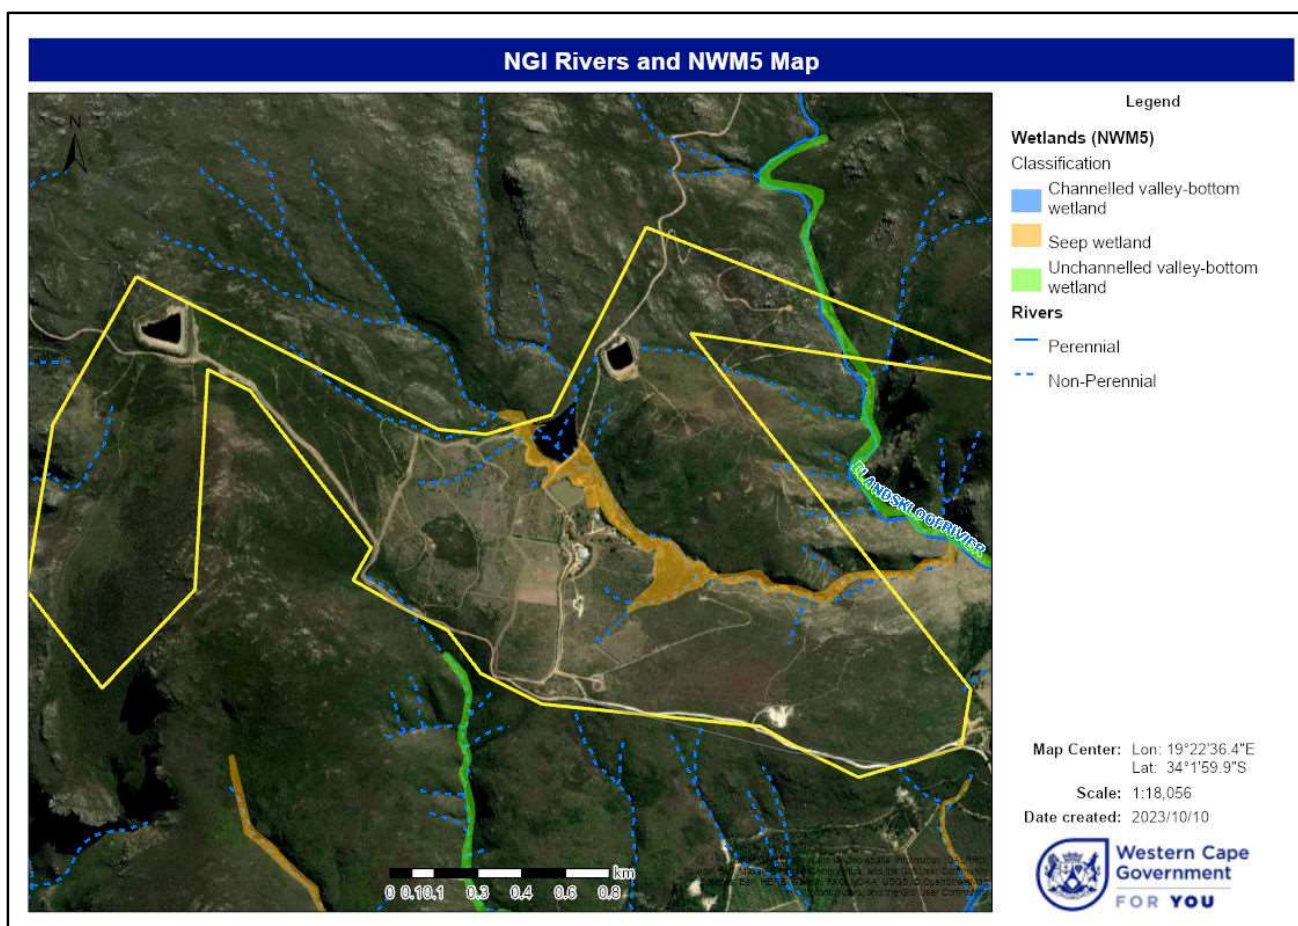 NGI Rivers and NWM5 Map
N
ELANDSKLOOFRIVIER
km
0 0.10.1 0.3 0.4 0.6 0.8
Legend
Wetlands (NWM5)
Classification
Channelled valley-bottom
wetland
Seep wetland
Unchannelled valley-bottom
wetland
Rivers
Perennial
Non-Perennial
Map Center: Lon: 19°22'36.4"E
Lat: 34°1'59.9"S
Scale: 1:18,056
Date created: 2023/10/10
Western Cape
Government
FOR YOU